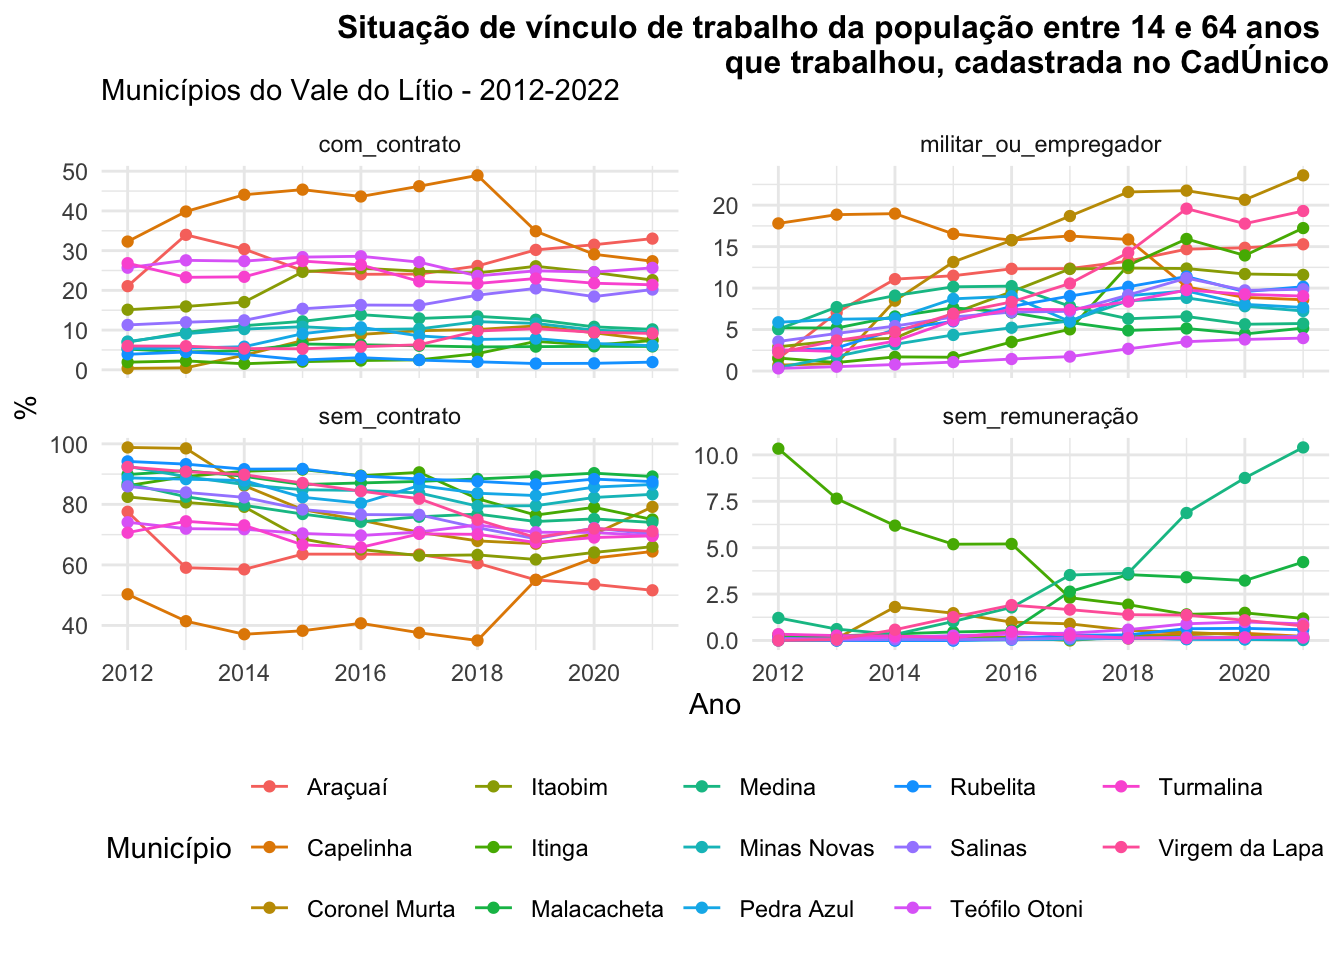 Situação de vínculo de trabalho da população entre 14 e 64 anos
que trabalhou, cadastrada no CadÚnico
Municípios do Vale do Lítio - 2012-2022
com_contrato
militar_ou_empregador
50
40
30
20
10
0
20
15
10
5
0
%
sem_contrato
sem_remuneração
100
80
60
40
10.0
7.5
5.0
2.5
0.0
2012 2014 2016 2018 2020
2012 2014 2016 2018 2020
Ano
Município
Araçuaí Itaobim Medina Rubelita Turmalina
Capelinha Itinga Minas Novas Salinas Virgem da Lapa
Coronel Murta Malacacheta Pedra Azul Teófilo Otoni